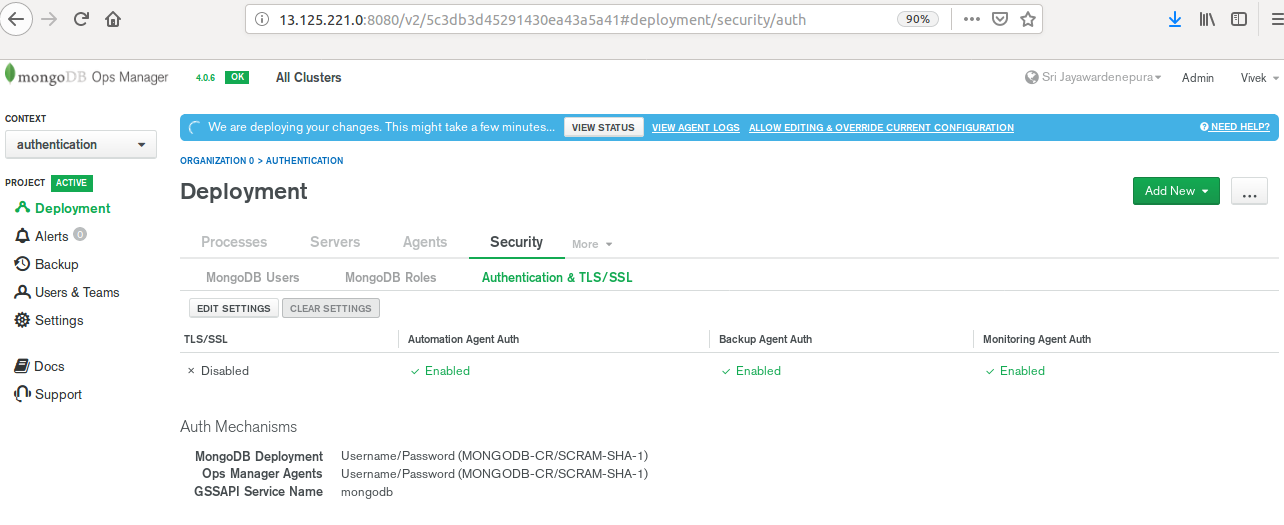 13.125.221.0:8080/v2/5c3db3d45291430ea43a5a41#deployment/security/auth 90%
mongoDB Ops Manager 4.0.6 OK All Clusters Sri Jayawardenepura Admin Vivek
CONTEXT
authentication
We are deploying your changes. This might take a few minutes... VIEW STATUS VIEW AGENT LOGS ALLOW EDITING & OVERRIDE CURRENT CONFIGURATION NEED HELP?
ORGANIZATION 0 > AUTHENTICATION
PROJECT ACTIVE
Deployment
Alerts 0
Backup
Users & Teams
Settings
Docs
Support
Deployment
Add New ...
Processes Servers Agents Security More
MongoDB Users MongoDB Roles Authentication & TLS/SSL
EDIT SETTINGS CLEAR SETTINGS
TLS/SSL Automation Agent Auth Backup Agent Auth Monitoring Agent Auth
× Disabled ✓ Enabled ✓ Enabled ✓ Enabled
Auth Mechanisms
MongoDB Deployment Username/Password (MONGODB-CR/SCRAM-SHA-1)
Ops Manager Agents Username/Password (MONGODB-CR/SCRAM-SHA-1)
GSSAPI Service Name mongodb